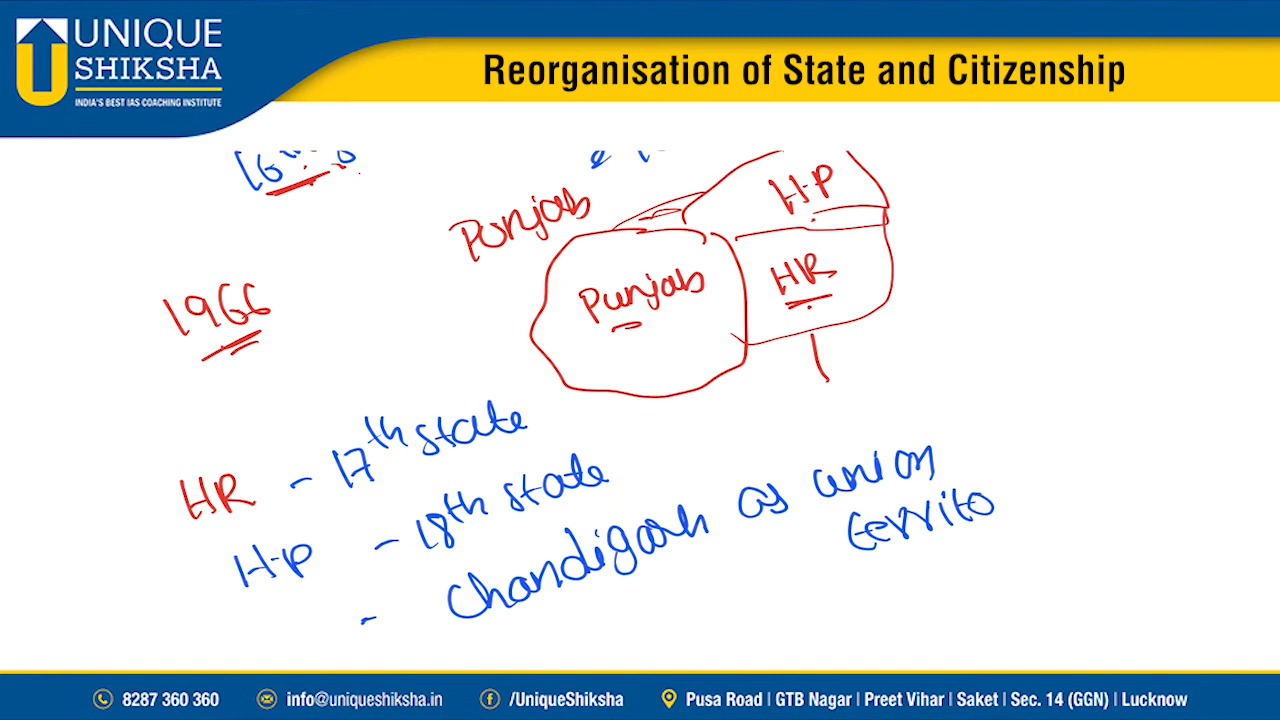 UNIQUE
SHIKSHA
INDIA'S BEST IAS COACHING INSTITUTE
Reorganisation of State and Citizenship
Punjab
H.P
Punjab
HR
1966
HR - 17th state
H.P - 18th state
- Chandigarh as union
territo
8287 360 360
info@uniqueshiksha.in
/UniqueShiksha
Pusa Road | GTB Nagar | Preet Vihar | Saket | Sec. 14 (GGN) | Lucknow